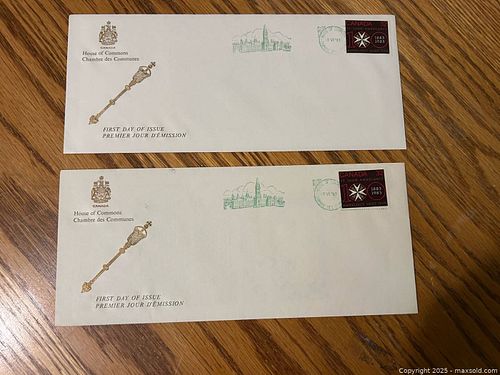 CANADA
House of Commons
Chambre des Communes
FIRST DAY OF ISSUE
PREMIER JOUR D'ÉMISSION
CANADA
1883
1983
CANADA
House of Commons
Chambre des Communes
FIRST DAY OF ISSUE
PREMIER JOUR D'ÉMISSION
CANADA
1883
1983
Copyright © 2025 - maxsold.com